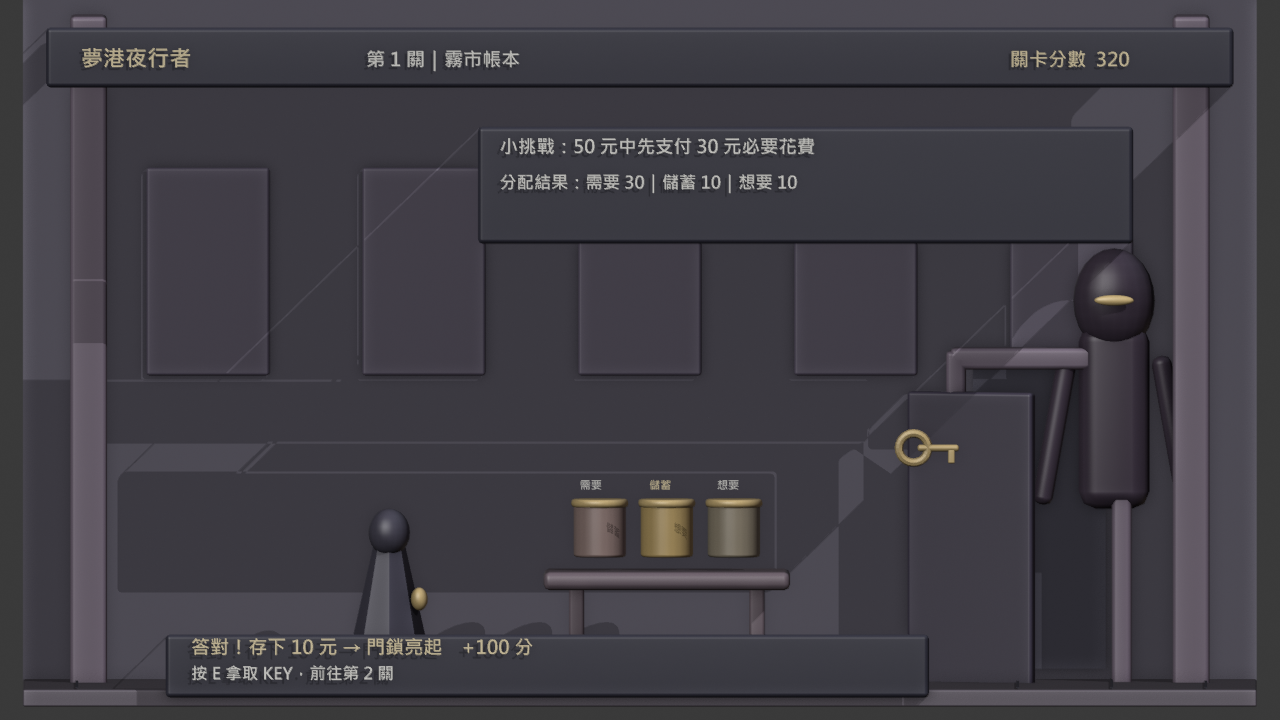 夢港夜行者
第 1 關 | 霧市帳本
關卡分數 320
小挑戰：50 元中先支付 30 元必要花費
分配結果：需要 30 | 儲蓄 10 | 想要 10
需要
儲蓄
想要
答對！存下 10 元 → 門鎖亮起 +100 分
按 E 拿取 KEY · 前往第 2 關